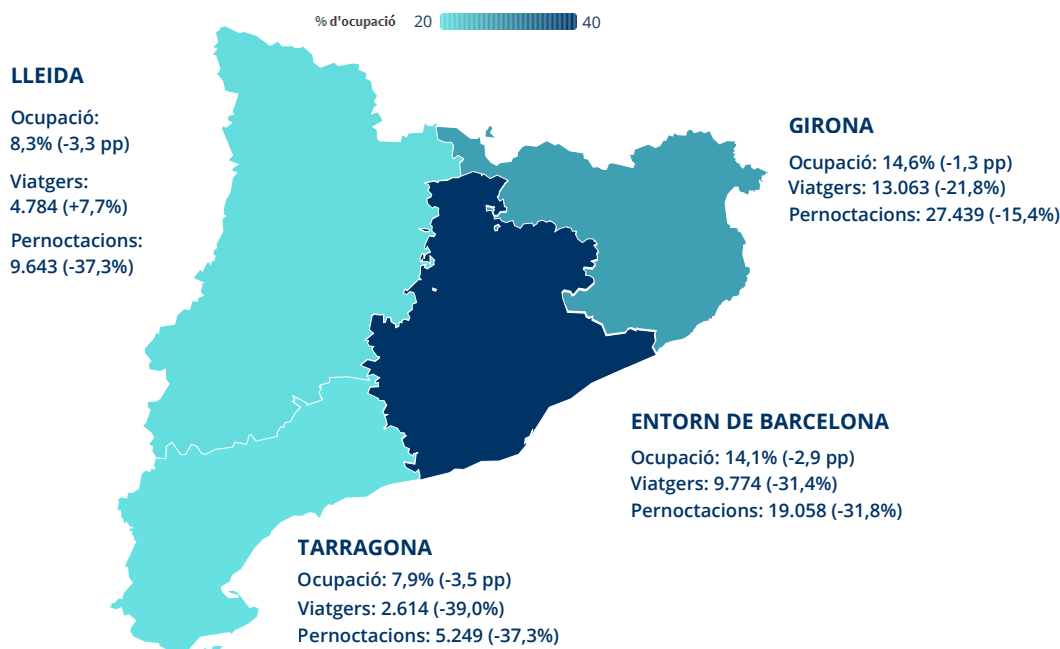 % d'ocupació 20 40
LLEIDA
Ocupació:
8,3% (-3,3 pp)
Viatgers:
4.784 (+7,7%)
Pernoctacions:
9.643 (-37,3%)
GIRONA
Ocupació: 14,6% (-1,3 pp)
Viatgers: 13.063 (-21,8%)
Pernoctacions: 27.439 (-15,4%)
ENTORN DE BARCELONA
Ocupació: 14,1% (-2,9 pp)
Viatgers: 9.774 (-31,4%)
Pernoctacions: 19.058 (-31,8%)
TARRAGONA
Ocupació: 7,9% (-3,5 pp)
Viatgers: 2.614 (-39,0%)
Pernoctacions: 5.249 (-37,3%)